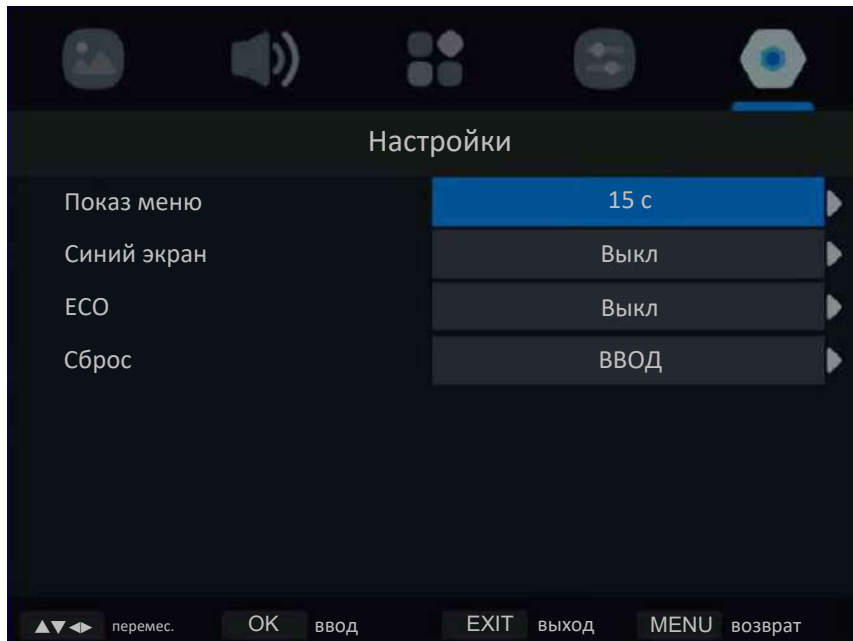 Настройки
Показ меню 15 с
Синий экран Выкл
ECO Выкл
Сброс ВВОД
▲▼◀▶ перемес. OK ввод EXIT выход MENU возврат